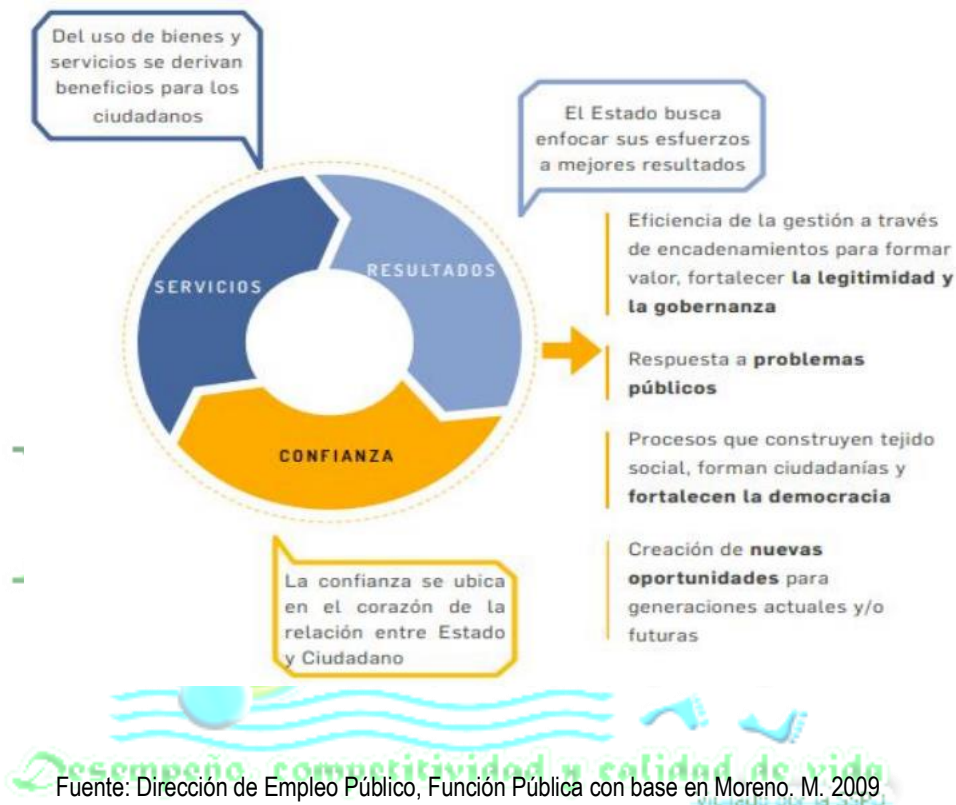 Del uso de bienes y
servicios se derivan
beneficios para los
ciudadanos
El Estado busca
enfocar sus esfuerzos
a mejores resultados
SERVICIOS
RESULTADOS
CONFIANZA
Eficiencia de la gestión a través
de encadenamientos para formar
valor, fortalecer la legitimidad y
la gobernanza
Respuesta a problemas
públicos
Procesos que construyen tejido
social, forman ciudadanías y
fortalecen la democracia
Creación de nuevas
oportunidades para
generaciones actuales y/o
futuras
La confianza se ubica
en el corazón de la
relación entre Estado
y Ciudadano
Desempeño, competitividad y calidad de vida
Fuente: Dirección de Empleo Público, Función Pública con base en Moreno. M. 2009